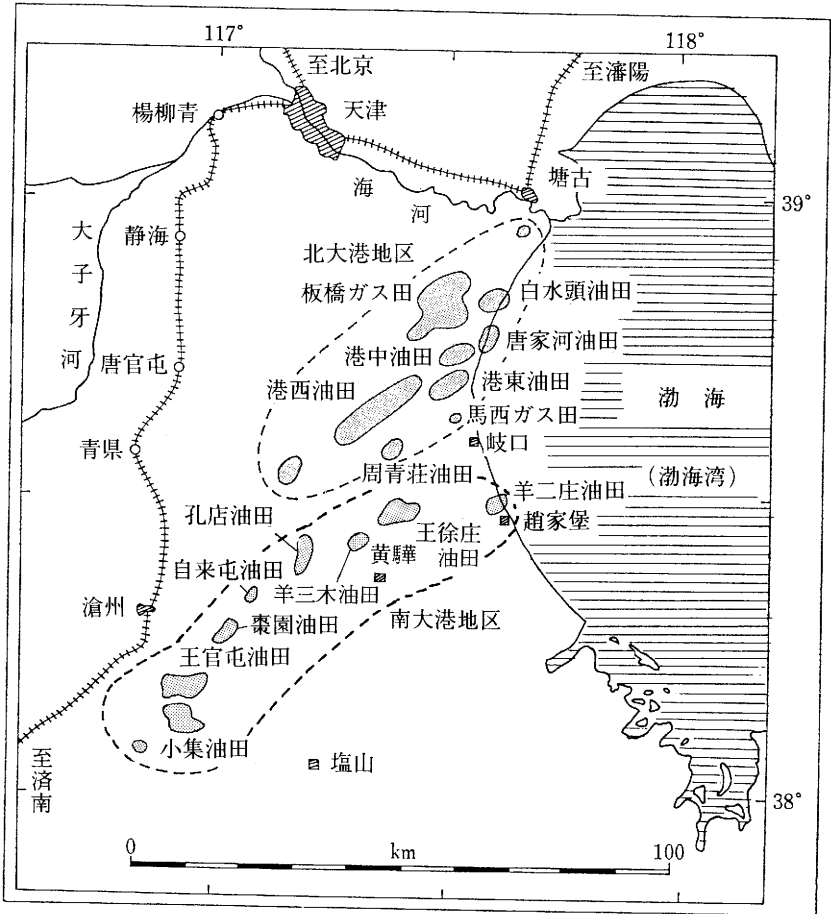 117°
118°
至北京
至瀋陽
楊柳青
天津
塘古
海河
39°
大子牙河
静海
北大港地区
板橋ガス田
白水頭油田
唐家河油田
港中油田
唐官屯
港西油田
港東油田
渤海
馬西ガス田
岐口
青県
周青荘油田
(渤海湾)
羊二庄油田
孔店油田
趙家堡
王徐庄
油田
黄驊
自来屯油田
羊三木油田
滄州
南大港地区
棗園油田
王官屯油田
小集油田
塩山
至済南
38°
0
km
100